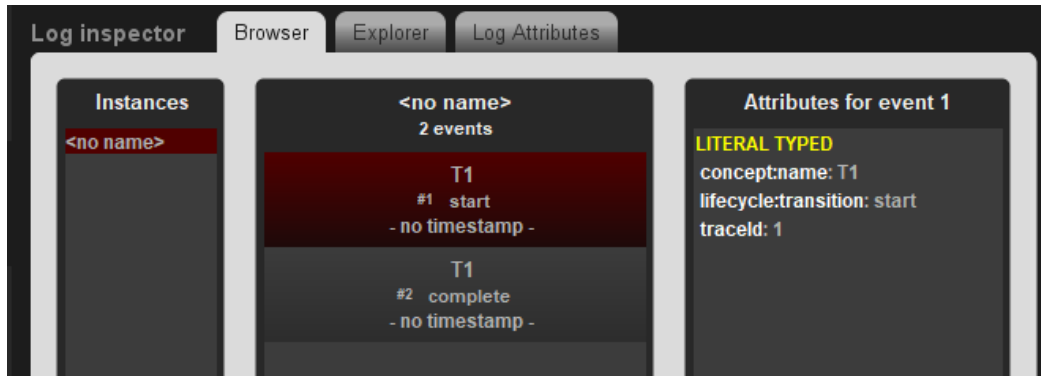 Log inspector
Browser
Explorer
Log Attributes
Instances
<no name>
<no name>
2 events
T1
#1 start
- no timestamp -
T1
#2 complete
- no timestamp -
Attributes for event 1
LITERAL TYPED
concept:name: T1
lifecycle:transition: start
traceId: 1